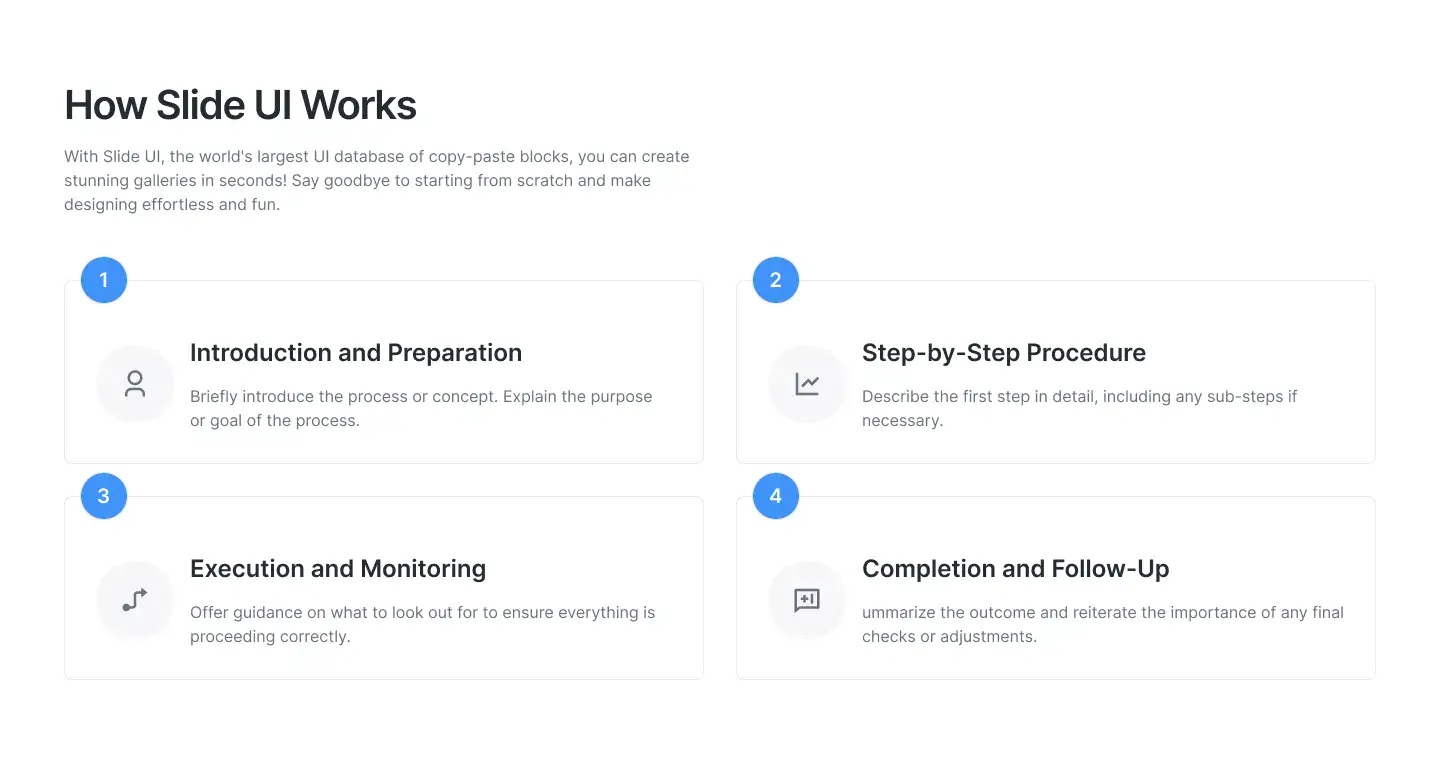 How Slide UI Works
With Slide UI, the world's largest UI database of copy-paste blocks, you can create
stunning galleries in seconds! Say goodbye to starting from scratch and make
designing effortless and fun.
1
Introduction and Preparation
Briefly introduce the process or concept. Explain the purpose
or goal of the process.
2
Step-by-Step Procedure
Describe the first step in detail, including any sub-steps if
necessary.
3
Execution and Monitoring
Offer guidance on what to look out for to ensure everything is
proceeding correctly.
4
Completion and Follow-Up
ummarize the outcome and reiterate the importance of any final
checks or adjustments.